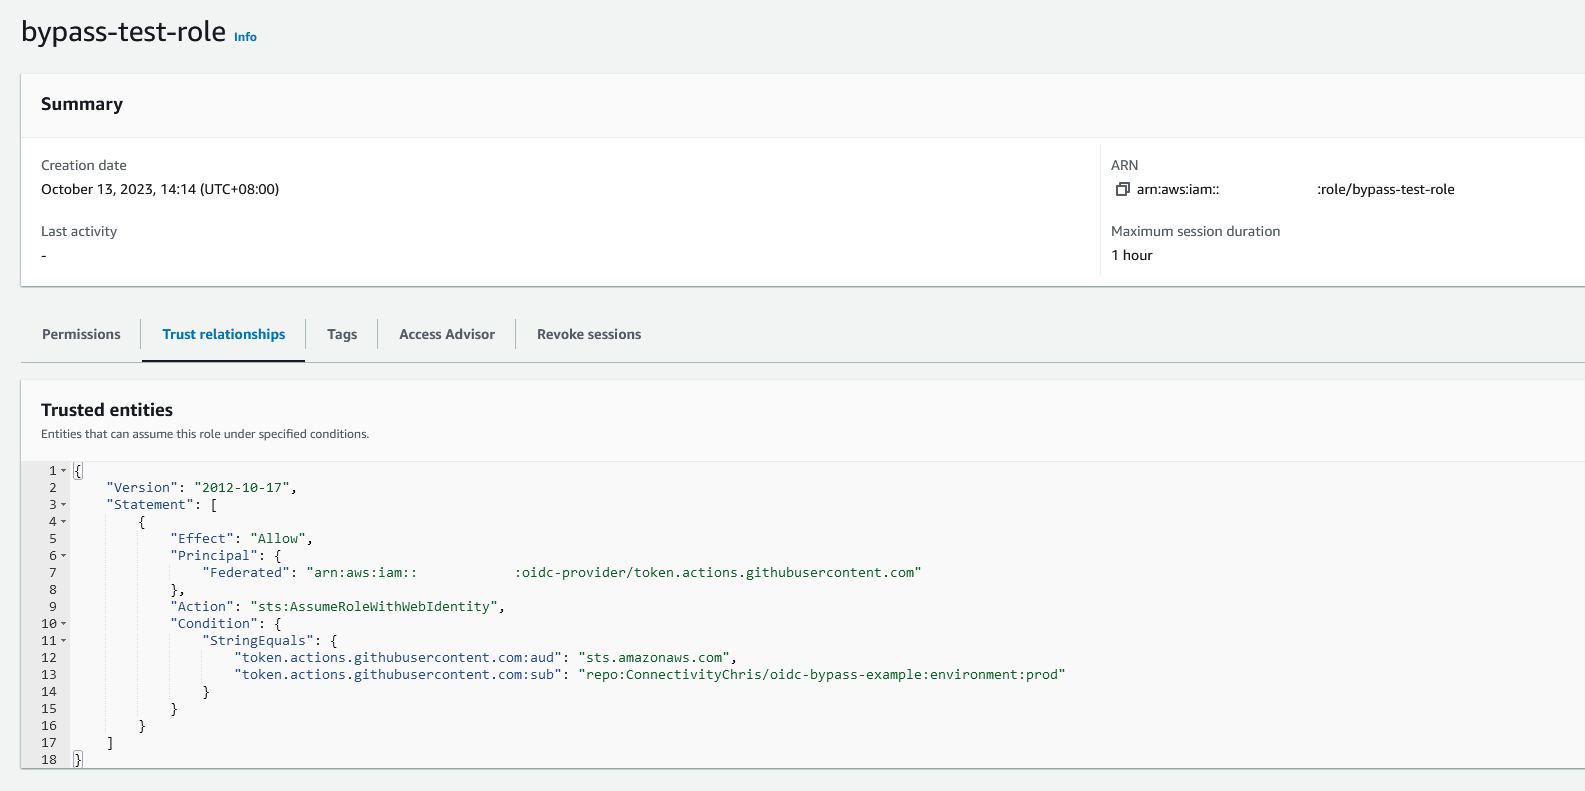 bypass-test-role Info
Summary
Creation date
October 13, 2023, 14:14 (UTC+08:00)
Last activity
-
ARN
arn:aws:iam:: :role/bypass-test-role
Maximum session duration
1 hour
Permissions Trust relationships Tags Access Advisor Revoke sessions
Trusted entities
Entities that can assume this role under specified conditions.
1 {
2 "Version": "2012-10-17",
3 "Statement": [
4 {
5 "Effect": "Allow",
6 "Principal": {
7 "Federated": "arn:aws:iam:: :oidc-provider/token.actions.githubusercontent.com"
8 },
9 "Action": "sts:AssumeRoleWithWebIdentity",
10 "Condition": {
11 "StringEquals": {
12 "token.actions.githubusercontent.com:aud": "sts.amazonaws.com",
13 "token.actions.githubusercontent.com:sub": "repo:ConnectivityChris/oidc-bypass-example:environment:prod"
14 }
15 }
16 }
17 ]
18 }